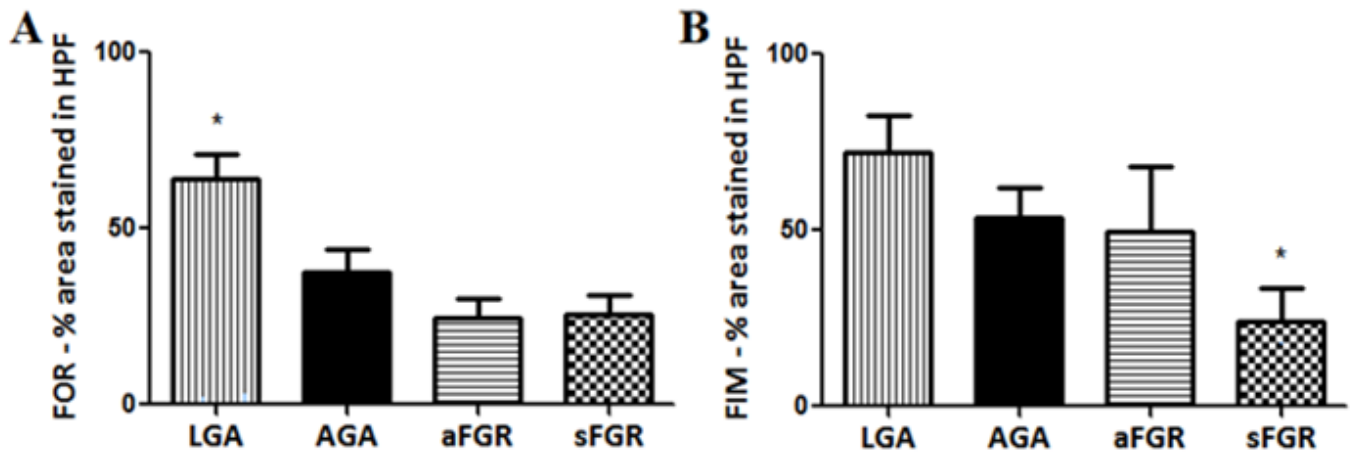 A
FOR - % area stained in HPF
100
50
0
*
LGA AGA aFGR sFGR
B
FIM - % area stained in HPF
100
50
0
*
LGA AGA aFGR sFGR